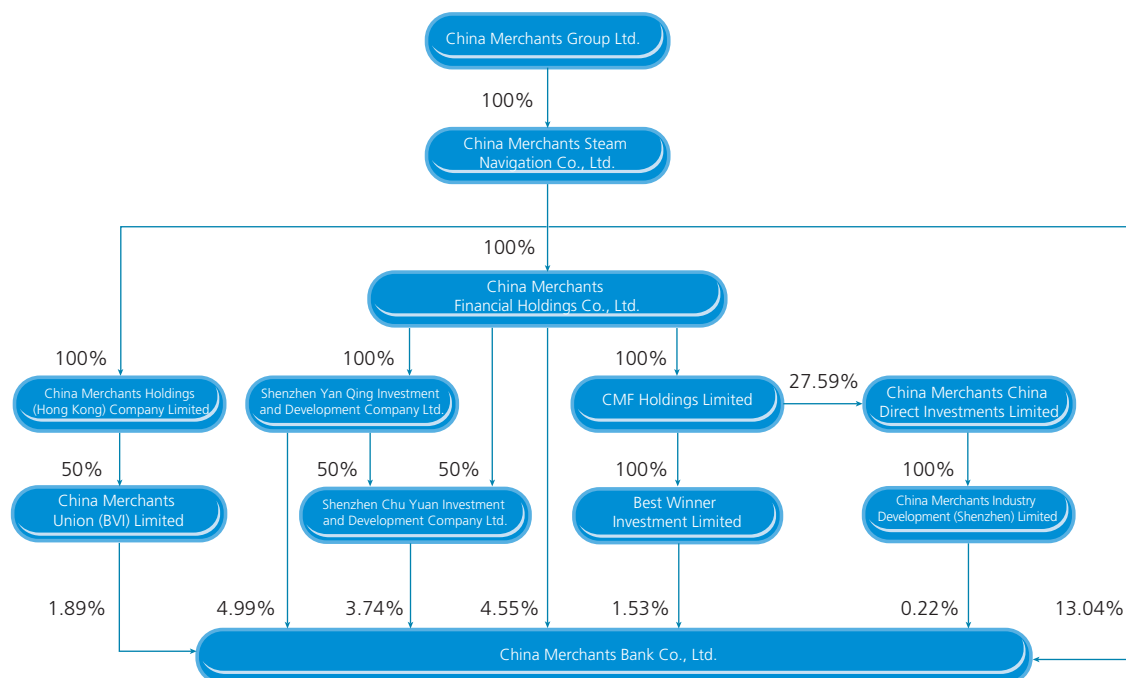 China Merchants Group Ltd.
100%
China Merchants Steam
Navigation Co., Ltd.
100%
China Merchants
Financial Holdings Co., Ltd.
100%
100%
100%
China Merchants Holdings
(Hong Kong) Company Limited
Shenzhen Yan Qing Investment
and Development Company Ltd.
CMF Holdings Limited
27.59%
China Merchants China
Direct Investments Limited
50%
50%
50%
100%
100%
China Merchants
Union (BVI) Limited
Shenzhen Chu Yuan Investment
and Development Company Ltd.
Best Winner
Investment Limited
China Merchants Industry
Development (Shenzhen) Limited
1.89%
4.99%
3.74%
4.55%
1.53%
0.22%
13.04%
China Merchants Bank Co., Ltd.